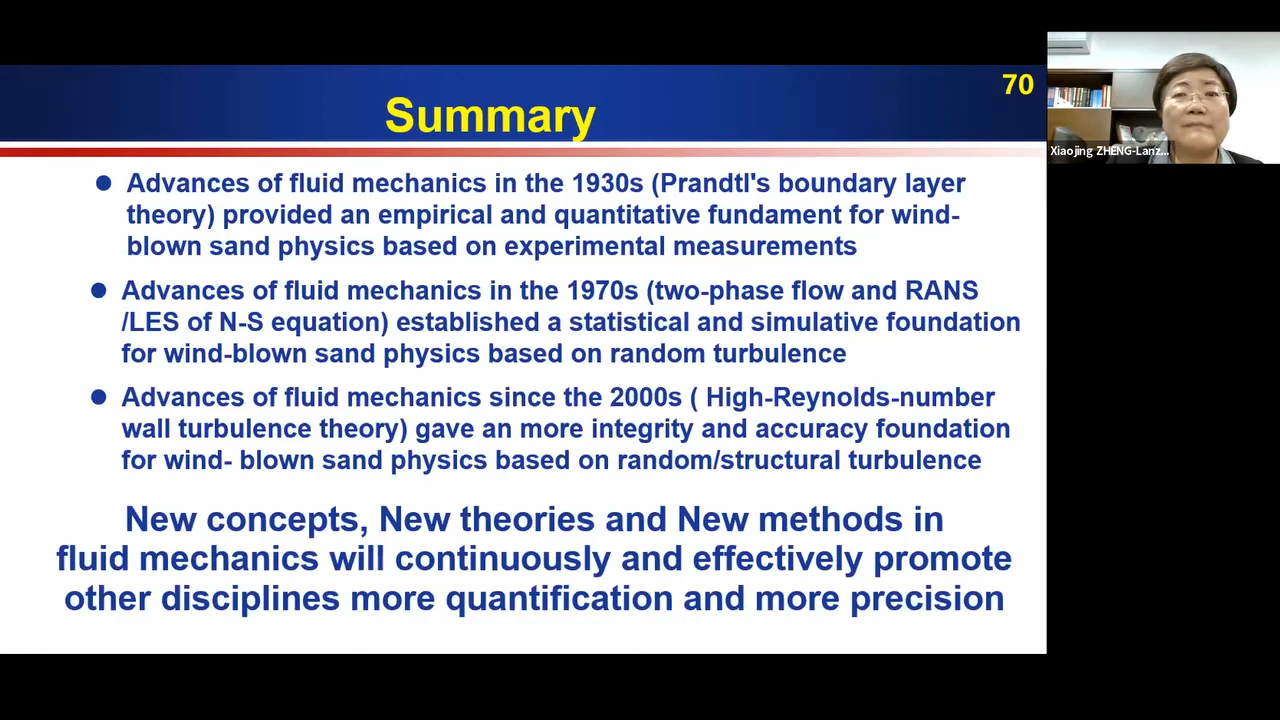 70
Summary
● Advances of fluid mechanics in the 1930s (Prandtl's boundary layer
theory) provided an empirical and quantitative fundament for wind-
blown sand physics based on experimental measurements
● Advances of fluid mechanics in the 1970s (two-phase flow and RANS
/LES of N-S equation) established a statistical and simulative foundation
for wind-blown sand physics based on random turbulence
● Advances of fluid mechanics since the 2000s ( High-Reynolds-number
wall turbulence theory) gave an more integrity and accuracy foundation
for wind- blown sand physics based on random/structural turbulence
New concepts, New theories and New methods in
fluid mechanics will continuously and effectively promote
other disciplines more quantification and more precision
Xiaojing ZHENG-Lanz...